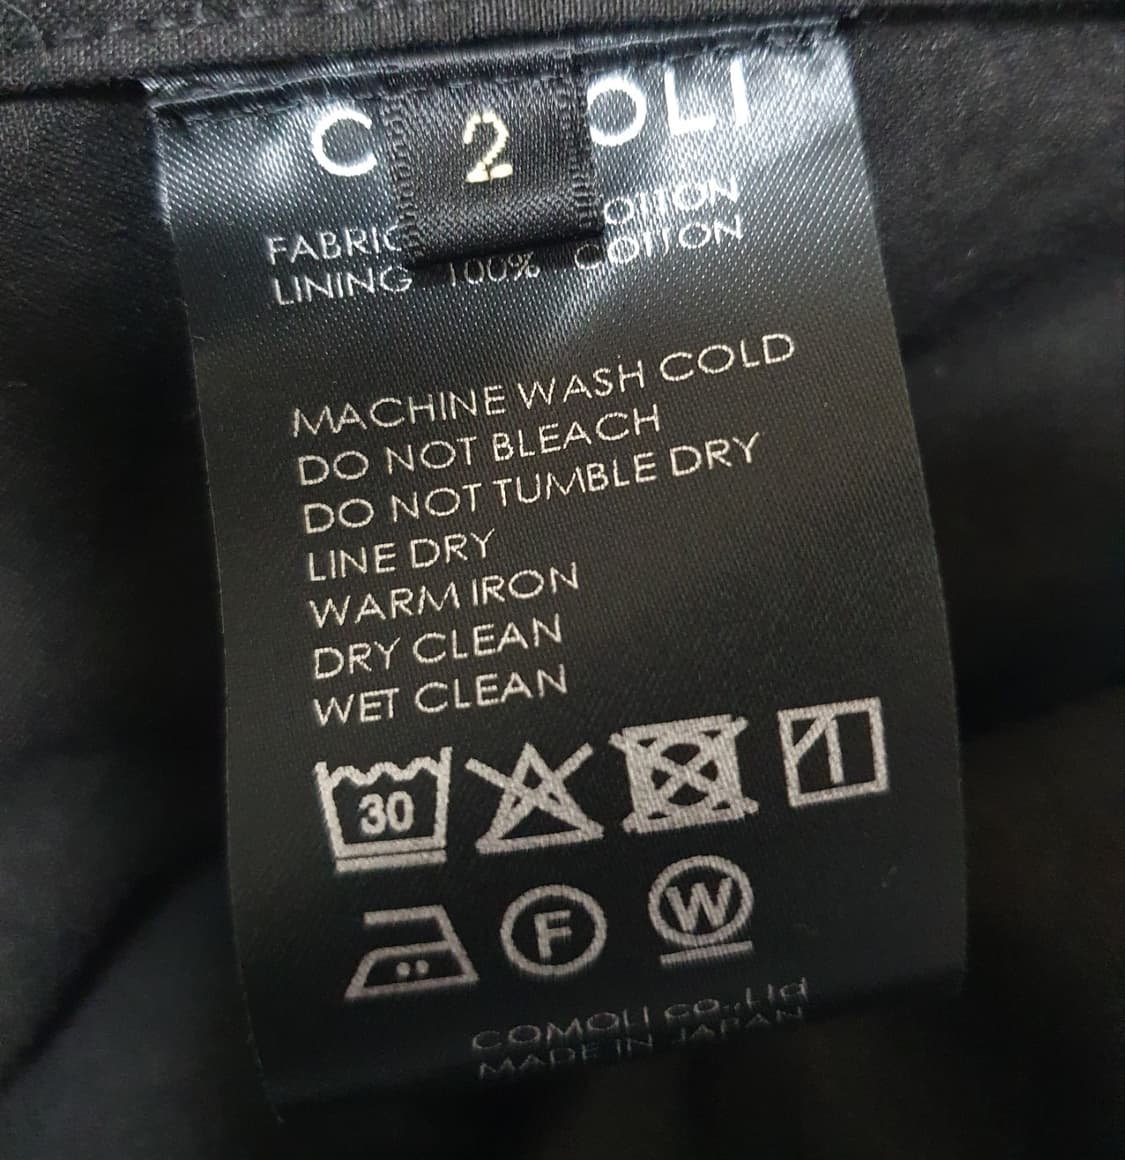 C OLI
2
FABRIC OTTON
LINING 100% COTTON
MACHINE WASH COLD
DO NOT BLEACH
DO NOT TUMBLE DRY
LINE DRY
WARM IRON
DRY CLEAN
WET CLEAN
30
F W
COMOLI CO.,Ltd
MADE IN JAPAN